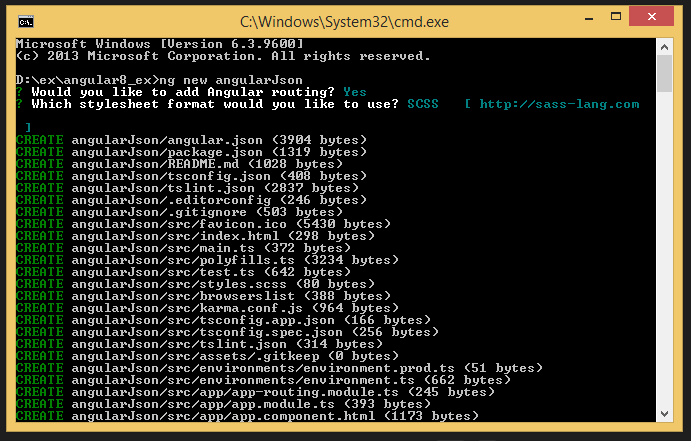 C:\Windows\System32\cmd.exe
Microsoft Windows [Version 6.3.9600]
(c) 2013 Microsoft Corporation. All rights reserved.
D:\ex\angular8_ex>ng new angularJson
? Would you like to add Angular routing? Yes
? Which stylesheet format would you like to use? SCSS   [ http://sass-lang.com
 ]
CREATE angularJson/angular.json (3904 bytes)
CREATE angularJson/package.json (1319 bytes)
CREATE angularJson/README.md (1028 bytes)
CREATE angularJson/tsconfig.json (408 bytes)
CREATE angularJson/tslint.json (2837 bytes)
CREATE angularJson/.editorconfig (246 bytes)
CREATE angularJson/.gitignore (503 bytes)
CREATE angularJson/src/favicon.ico (5430 bytes)
CREATE angularJson/src/index.html (298 bytes)
CREATE angularJson/src/main.ts (372 bytes)
CREATE angularJson/src/polyfills.ts (3234 bytes)
CREATE angularJson/src/test.ts (642 bytes)
CREATE angularJson/src/styles.scss (80 bytes)
CREATE angularJson/src/browserslist (388 bytes)
CREATE angularJson/src/karma.conf.js (964 bytes)
CREATE angularJson/src/tsconfig.app.json (166 bytes)
CREATE angularJson/src/tsconfig.spec.json (256 bytes)
CREATE angularJson/src/tslint.json (314 bytes)
CREATE angularJson/src/assets/.gitkeep (0 bytes)
CREATE angularJson/src/environments/environment.prod.ts (51 bytes)
CREATE angularJson/src/environments/environment.ts (662 bytes)
CREATE angularJson/src/app/app-routing.module.ts (245 bytes)
CREATE angularJson/src/app/app.module.ts (393 bytes)
CREATE angularJson/src/app/app.component.html (1173 bytes)